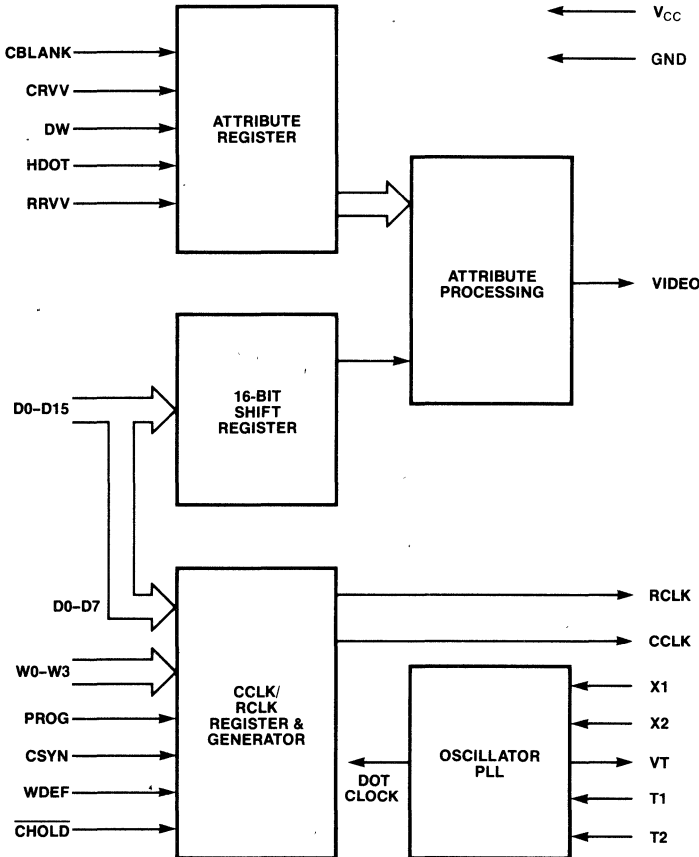 CBLANK
CRVV
DW
HDOT
RRVV
ATTRIBUTE
REGISTER
V_CC
GND
ATTRIBUTE
PROCESSING
VIDEO
D0–D15
16-BIT
SHIFT
REGISTER
D0–D7
W0–W3
PROG
CSYN
WDEF
CHOLD
CCLK/
RCLK
REGISTER &
GENERATOR
RCLK
CCLK
DOT
CLOCK
OSCILLATOR
PLL
X1
X2
VT
T1
T2